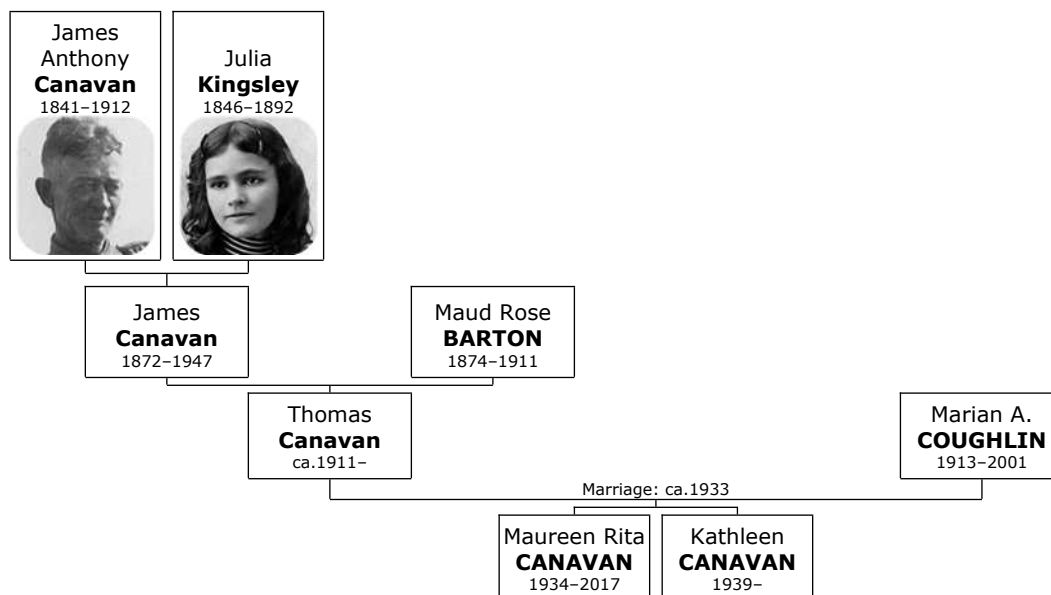 James
Anthony
Canavan
1841–1912
Julia
Kingsley
1846–1892
James
Canavan
1872–1947
Maud Rose
BARTON
1874–1911
Thomas
Canavan
ca.1911–
Marian A.
COUGHLIN
1913–2001
Marriage: ca.1933
Maureen Rita
CANAVAN
1934–2017
Kathleen
CANAVAN
1939–